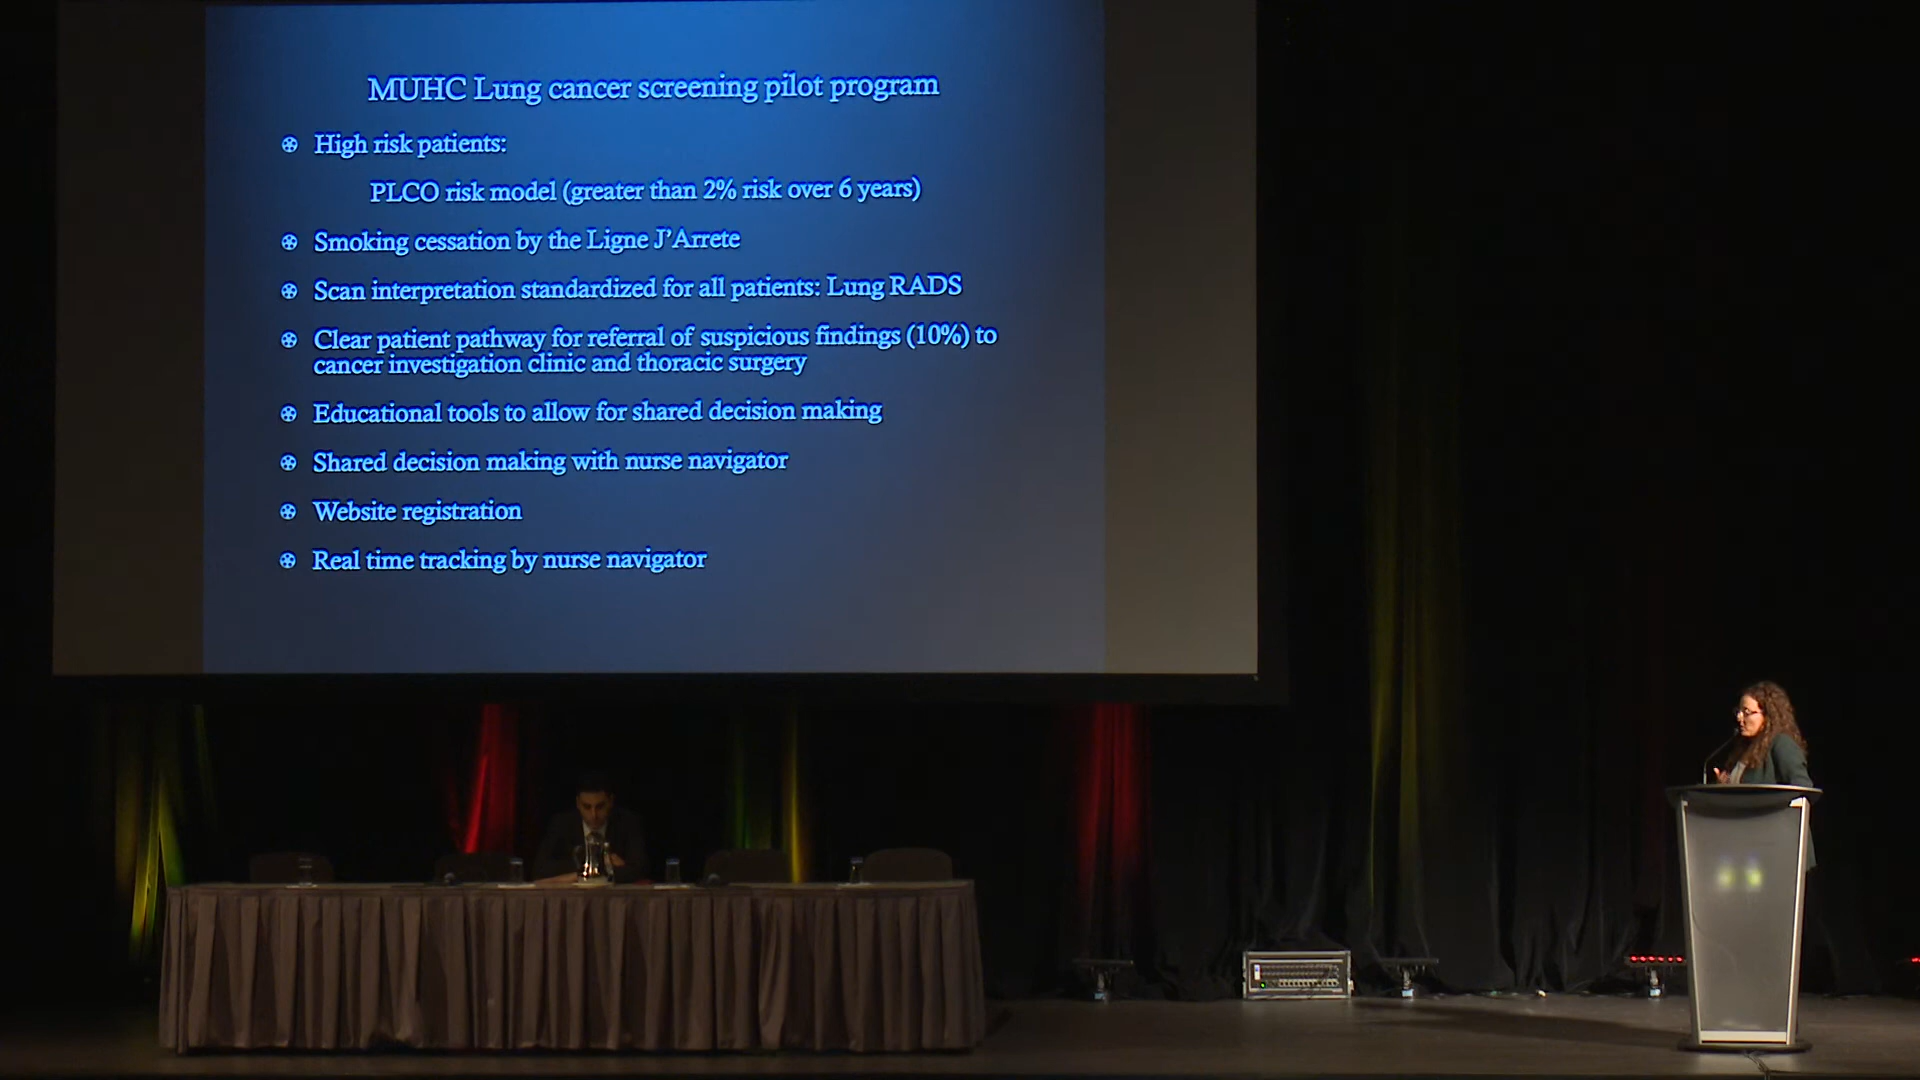 MUHC Lung cancer screening pilot program
High risk patients:
PLCO risk model (greater than 2% risk over 6 years)
Smoking cessation by the Ligne J’Arrete
Scan interpretation standardized for all patients: Lung RADS
Clear patient pathway for referral of suspicious findings (10%) to
cancer investigation clinic and thoracic surgery
Educational tools to allow for shared decision making
Shared decision making with nurse navigator
Website registration
Real time tracking by nurse navigator